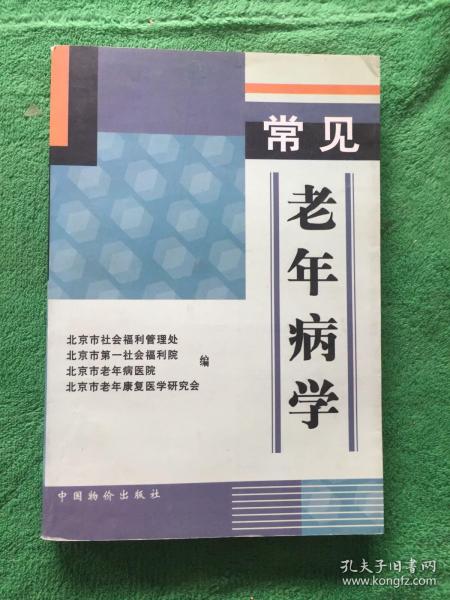 常见
老年病学
北京市社会福利管理处
北京市第一社会福利院
北京市老年病医院
北京市老年康复医学研究会
编
中国物价出版社
孔夫子旧书网
www.kongfz.com